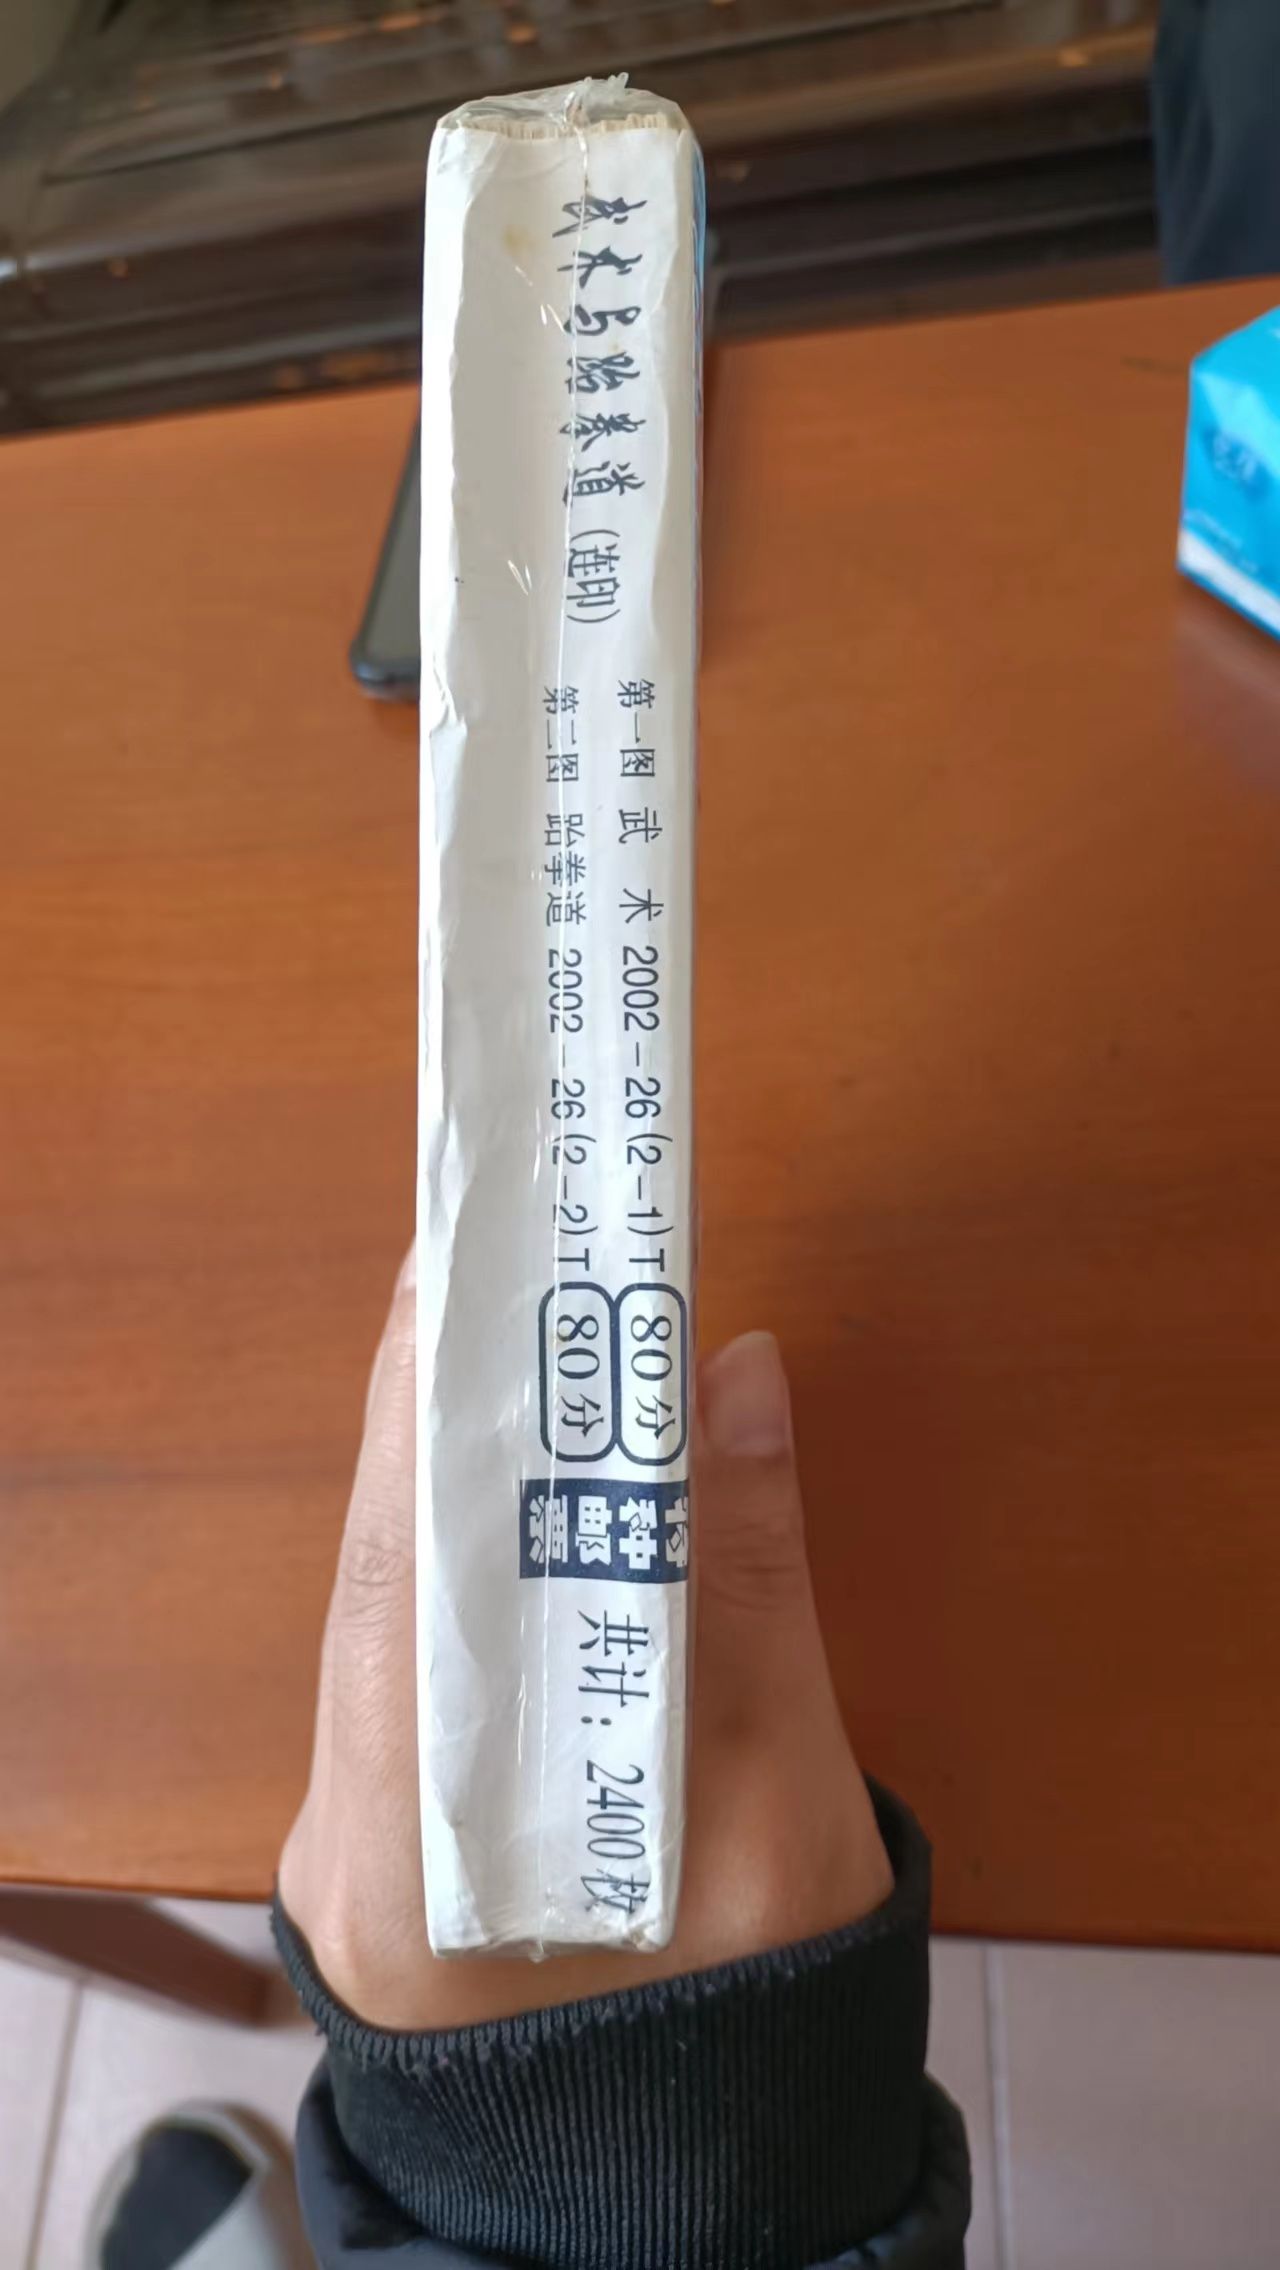 武术与跆拳道(连印)
第一图 武 术 2002-26(2-1)T 80分
第二图 跆拳道 2002-26(2-2)T 80分
特种邮票
共计：2400枚